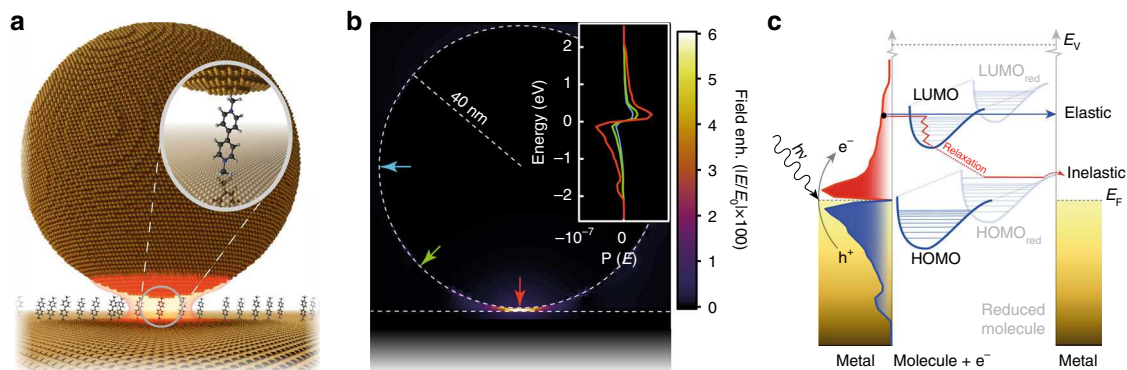 a
b
40 nm
2
1
0
−1
−2
Energy (eV)
−10⁻⁷
0
P (E)
6
5
4
3
2
1
0
Field enh. (|E/E₀|×100)
c
E_V
LUMO_red
LUMO
Elastic
hν
e⁻
Relaxation
Inelastic
E_F
HOMO_red
h⁺
HOMO
Reduced
molecule
Metal
Molecule + e⁻
Metal